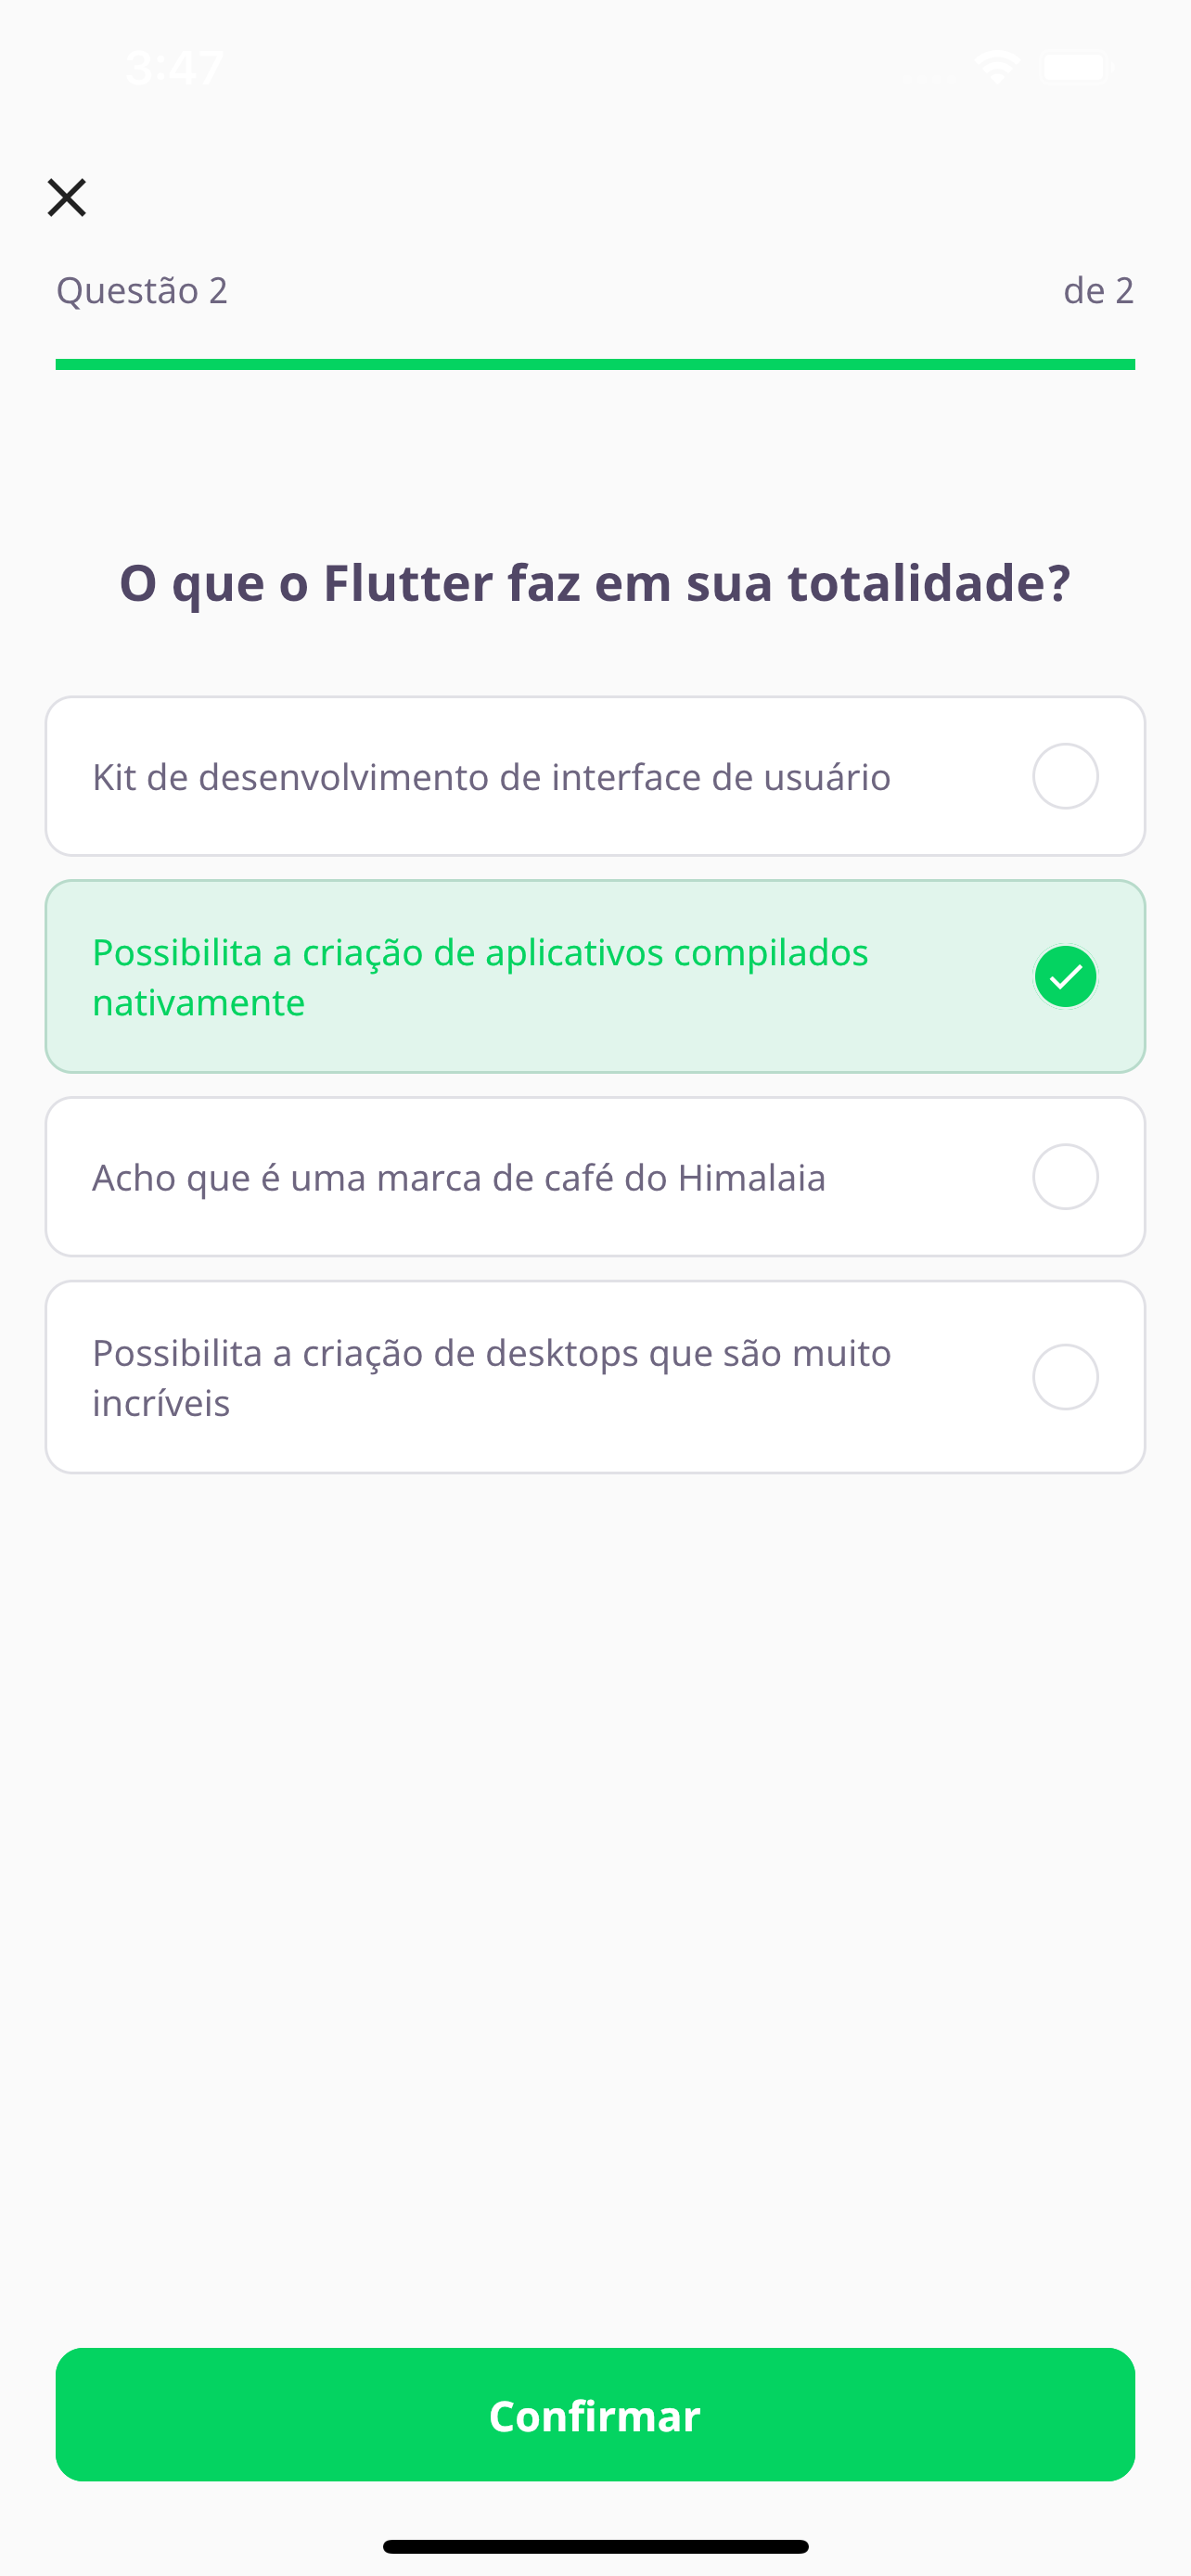 3:47
Questão 2
de 2
O que o Flutter faz em sua totalidade?
Kit de desenvolvimento de interface de usuário
Possibilita a criação de aplicativos compilados
nativamente
Acho que é uma marca de café do Himalaia
Possibilita a criação de desktops que são muito
incríveis
Confirmar